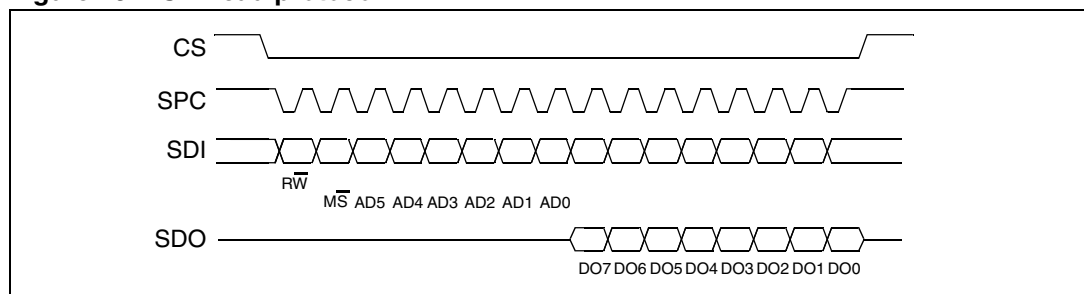 CS
SPC
SDI
RW̅
MS̅ AD5 AD4 AD3 AD2 AD1 AD0
SDO
DO7 DO6 DO5 DO4 DO3 DO2 DO1 DO0